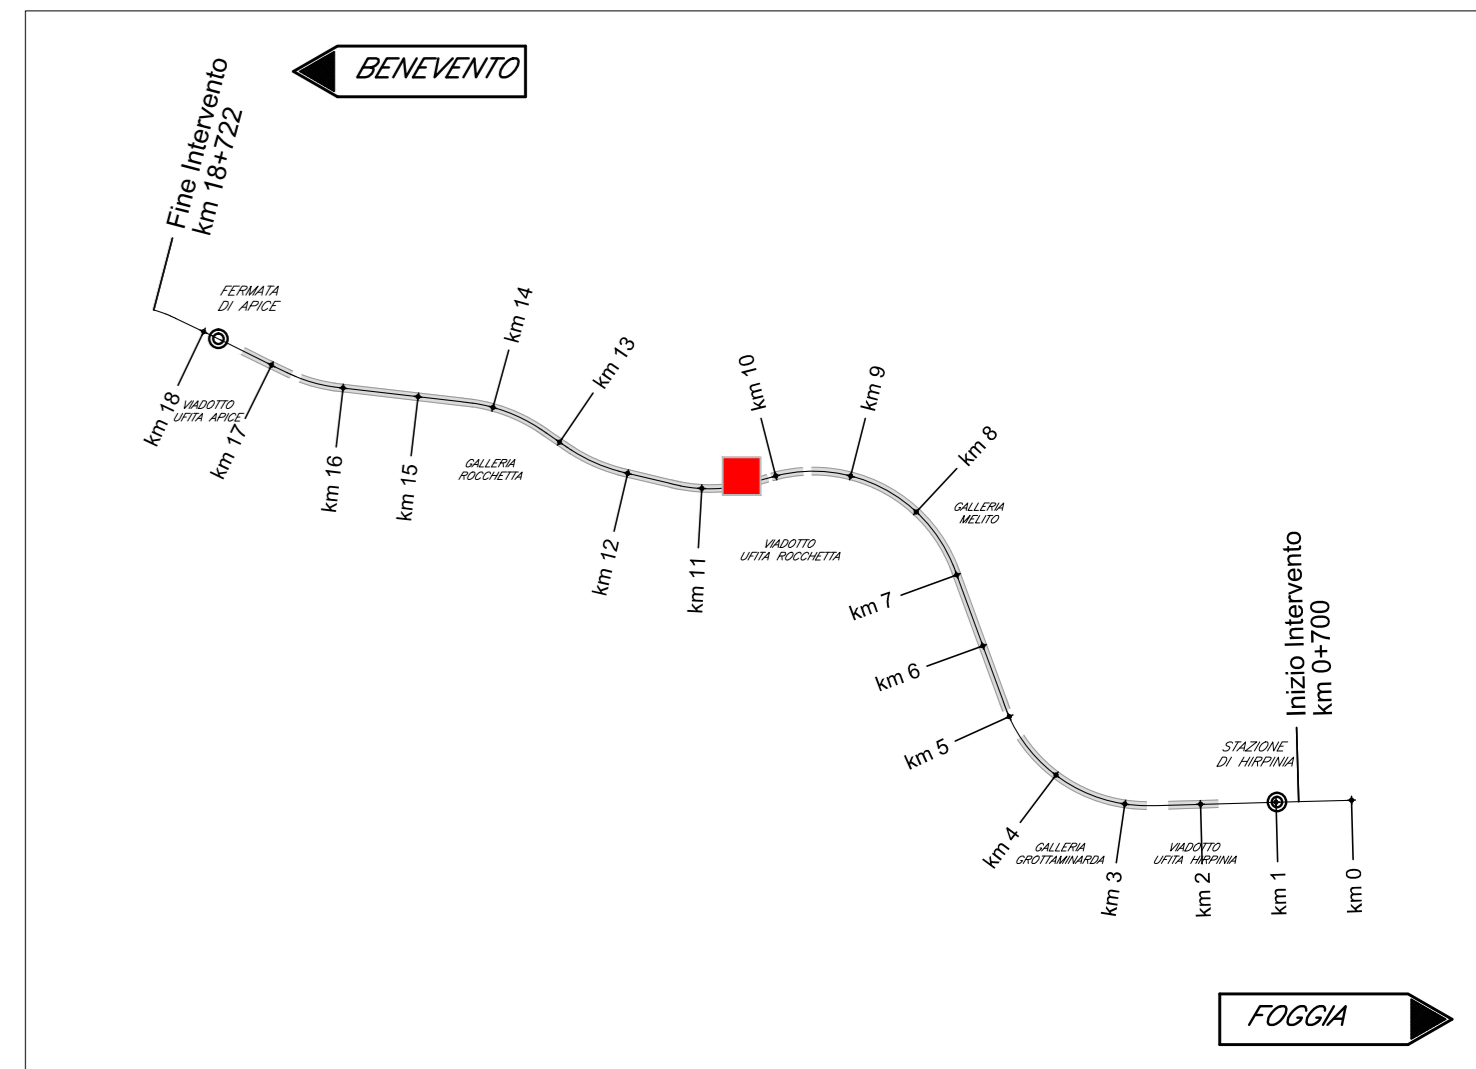 BENEVENTO
Fine Intervento
km 18+722
FERMATA
DI APICE
km 18
VIADOTTO
UFITA APICE
km 17
km 16
km 15
GALLERIA
ROCCHETTA
km 14
km 13
km 12
km 11
VIADOTTO
UFITA ROCCHETTA
km 10
km 9
km 8
GALLERIA
MELITO
km 7
km 6
km 5
km 4
GALLERIA
GROTTAMINARDA
km 3
VIADOTTO
UFITA HIRPINIA
km 2
STAZIONE
DI HIRPINIA
km 1
Inizio Intervento
km 0+700
km 0
FOGGIA